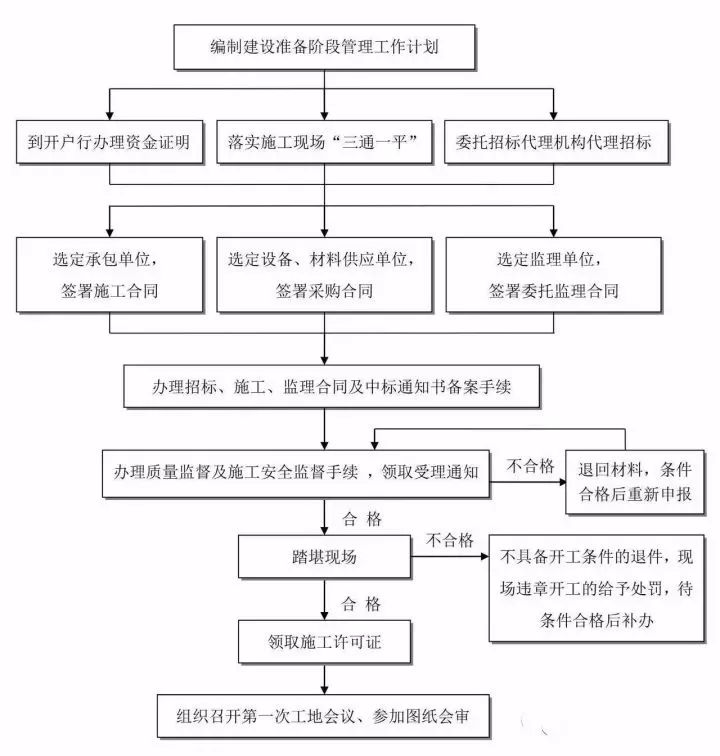 编制建设准备阶段管理工作计划
到开户行办理资金证明
落实施工现场“三通一平”
委托招标代理机构代理招标
选定承包单位,
签署施工合同
选定设备、材料供应单位,
签署采购合同
选定监理单位,
签署委托监理合同
办理招标、施工、监理合同及中标通知书备案手续
办理质量监督及施工安全监督手续 ，领取受理通知
不合格
退回材料，条件
合格后重新申报
合 格
踏堪现场
不合格
不具备开工条件的退件，现
场违章开工的给予处罚，待
条件合格后补办
合 格
领取施工许可证
组织召开第一次工地会议、参加图纸会审